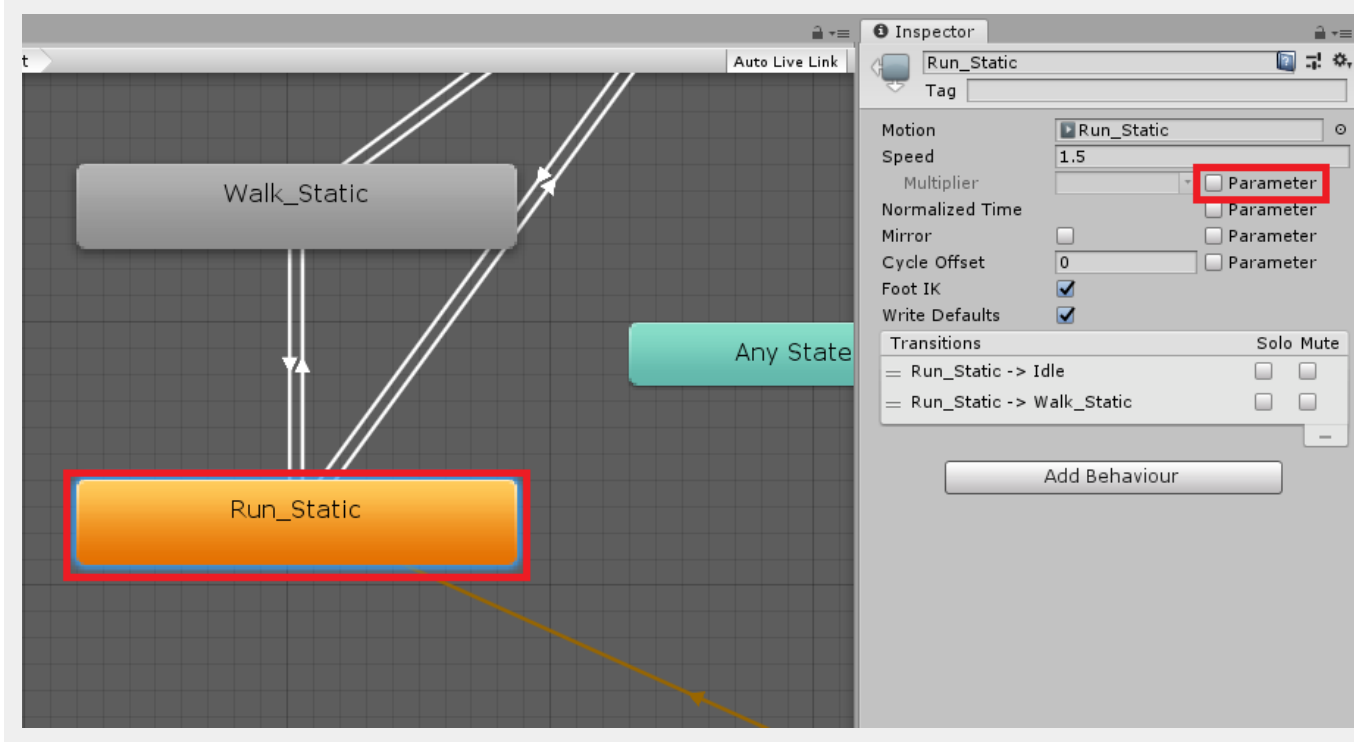 t
Auto Live Link
Walk_Static
Any State
Run_Static
Inspector
Run_Static
Tag
Motion Run_Static
Speed 1.5
Multiplier Parameter
Normalized Time Parameter
Mirror Parameter
Cycle Offset 0 Parameter
Foot IK
Write Defaults
Transitions Solo Mute
Run_Static -> Idle
Run_Static -> Walk_Static
Add Behaviour